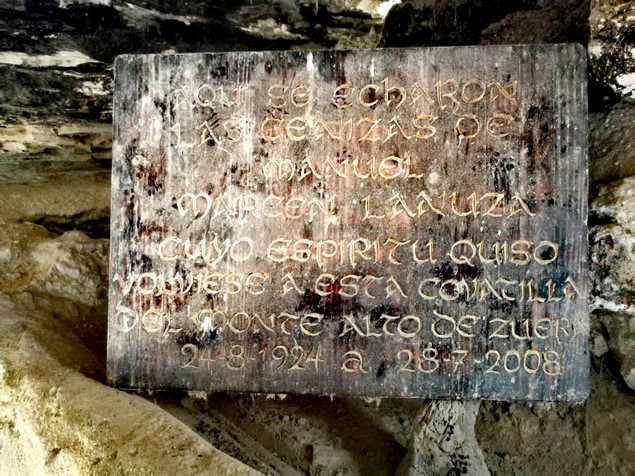 AQUI SE ECHARON
LAS CENIZAS DE
MANUEL
MARCEN LANUZA
CUYO ESPIRITU QUISO
VOLVIESE A ESTA COVATILLA
DEL MONTE ALTO DE ZUERA
24-8-1924 a 28-7-2008